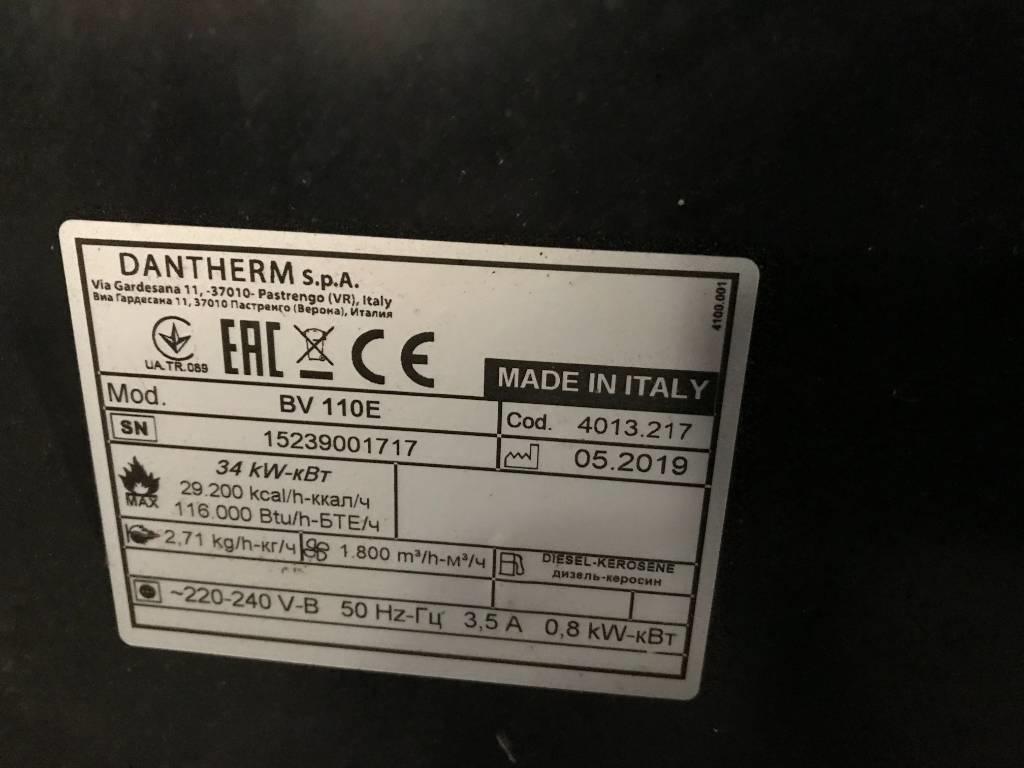 DANTHERM S.p.A.
Via Gardesana 11, -37010- Pastrengo (VR), Italy
Виа Гардесана 11, 37010 Пастренго (Верона), Италия
4100.001
UA.TR.089
EAC CE
MADE IN ITALY
Mod. BV 110E Cod. 4013.217
SN 15239001717 05.2019
34 kW-кВт
29.200 kcal/h-ккал/ч
MAX 116.000 Btu/h-БТЕ/ч
2,71 kg/h-кг/ч 1.800 m³/h-м³/ч DIESEL-KEROSENE
дизель-керосин
~220-240 V-В 50 Hz-Гц 3,5 A 0,8 kW-кВт